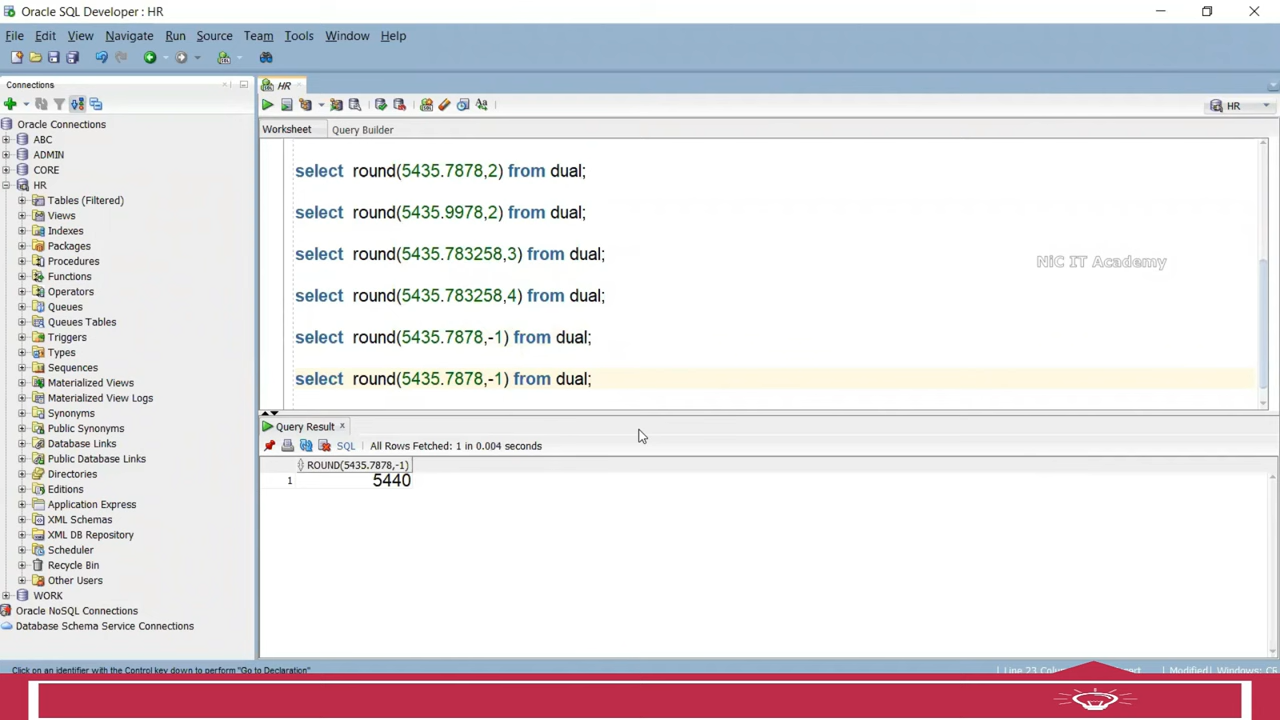 Oracle SQL Developer : HR
File Edit View Navigate Run Source Team Tools Window Help
Connections
HR
HR
Worksheet Query Builder
Oracle Connections
ABC
ADMIN
CORE
HR
Tables (Filtered)
Views
Indexes
Packages
Procedures
Functions
Operators
Queues
Queues Tables
Triggers
Types
Sequences
Materialized Views
Materialized View Logs
Synonyms
Public Synonyms
Database Links
Public Database Links
Directories
Editions
Application Express
XML Schemas
XML DB Repository
Scheduler
Recycle Bin
Other Users
WORK
Oracle NoSQL Connections
Database Schema Service Connections
select round(5435.7878,2) from dual;
select round(5435.9978,2) from dual;
select round(5435.783258,3) from dual;
select round(5435.783258,4) from dual;
select round(5435.7878,-1) from dual;
select round(5435.7878,-1) from dual;
NiC IT Academy
Query Result x
SQL | All Rows Fetched: 1 in 0.004 seconds
ROUND(5435.7878,-1)
1 5440
Click on an identifier with the Control key down to perform "Go to Declaration"
Line 23 Modified Windows: